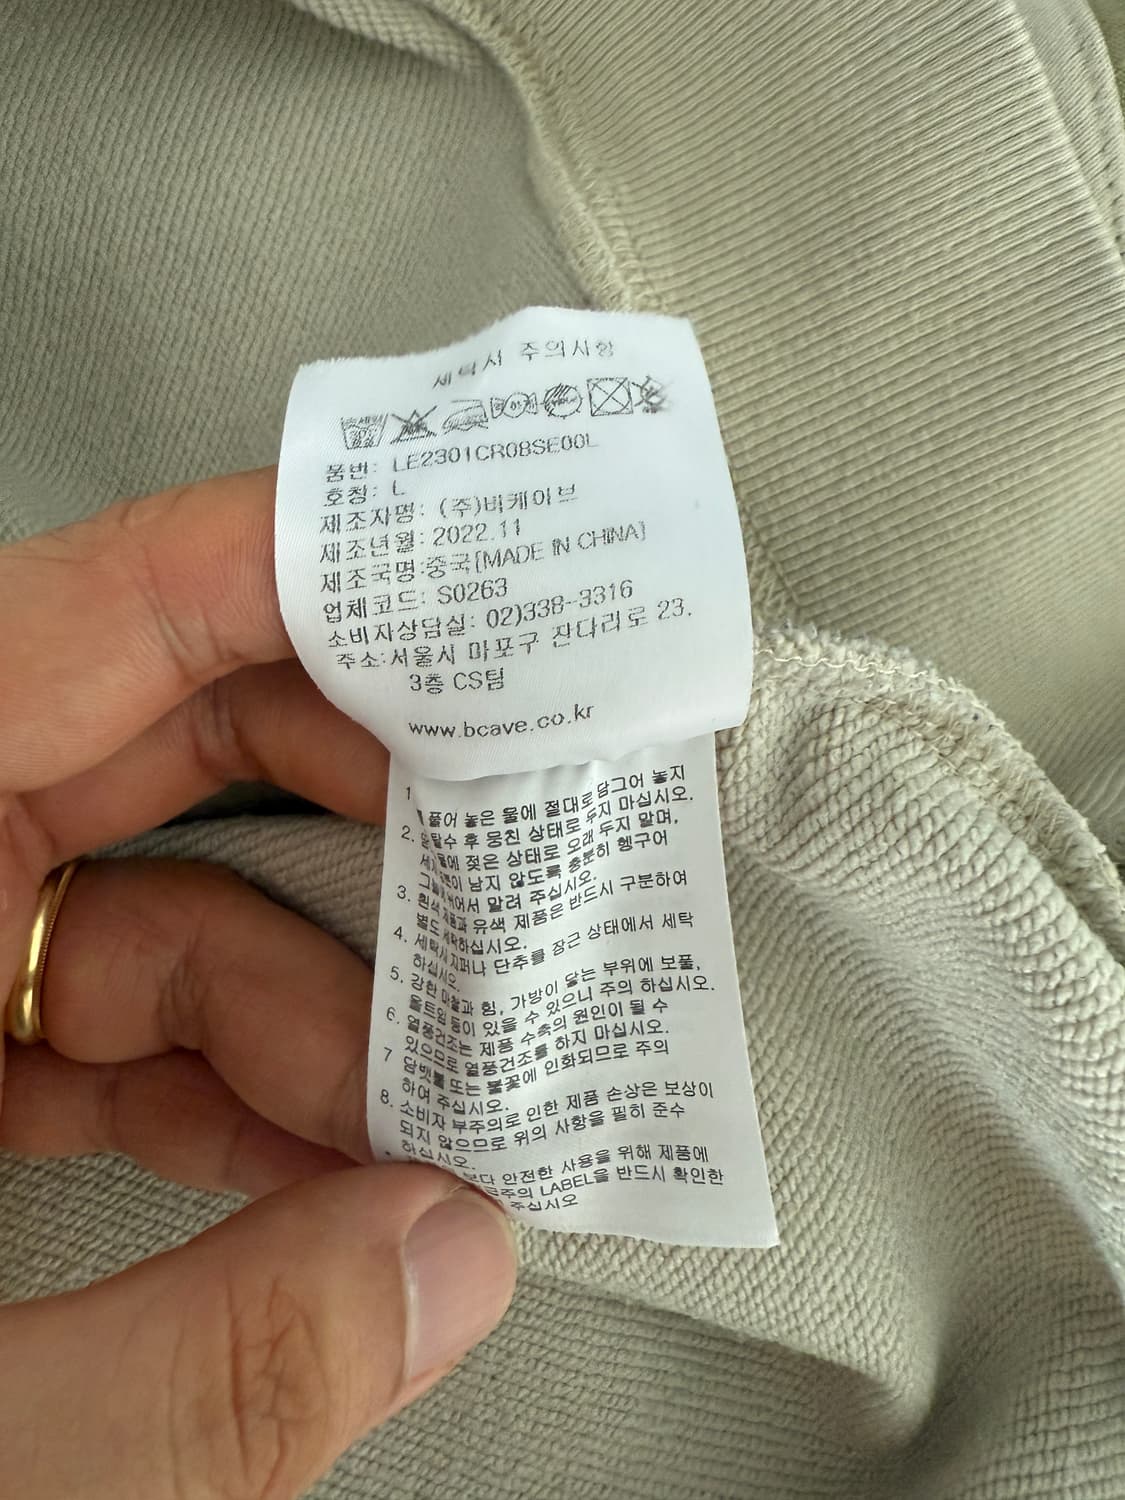 세탁시 주의사항
품번: LE2301CR08SE00L
호칭: L
제조자명: (주)비케이브
제조년월: 2022.11
제조국명:중국[MADE IN CHINA]
업체코드: S0263
소비자상담실: 02)338-3316
주소:서울시 마포구 잔다리로 23.
3층 CS팀
www.bcave.co.kr
1
풀어 놓은 물에 절대로 담그어 놓지
2. 탈수 후 뭉친 상태로 두지 마십시오.
물에 젖은 상태로 오래 두지 말며,
남지 않도록 충분히 헹구어
말려 주십시오.
3. 흰색 제품과 유색 제품은 반드시 구분하여
별도 세탁하십시오.
4. 세탁시 지퍼나 단추를 잠근 상태에서 세탁
하십시오.
5. 강한 마찰과 힘, 가방이 닿는 부위에 보풀,
올트임 등이 있을 수 있으니 주의 하십시오.
6. 열풍건조는 제품 수축의 원인이 될 수
있으므로 열풍건조를 하지 마십시오.
7 담뱃불 또는 불꽃에 인화되므로 주의
하여 주십시오.
8. 소비자 부주의로 인한 제품 손상은 보상이
되지 않으므로 위의 사항을 필히 준수
하십시오.
보다 안전한 사용을 위해 제품에
LABEL을 반드시 확인한
주십시오